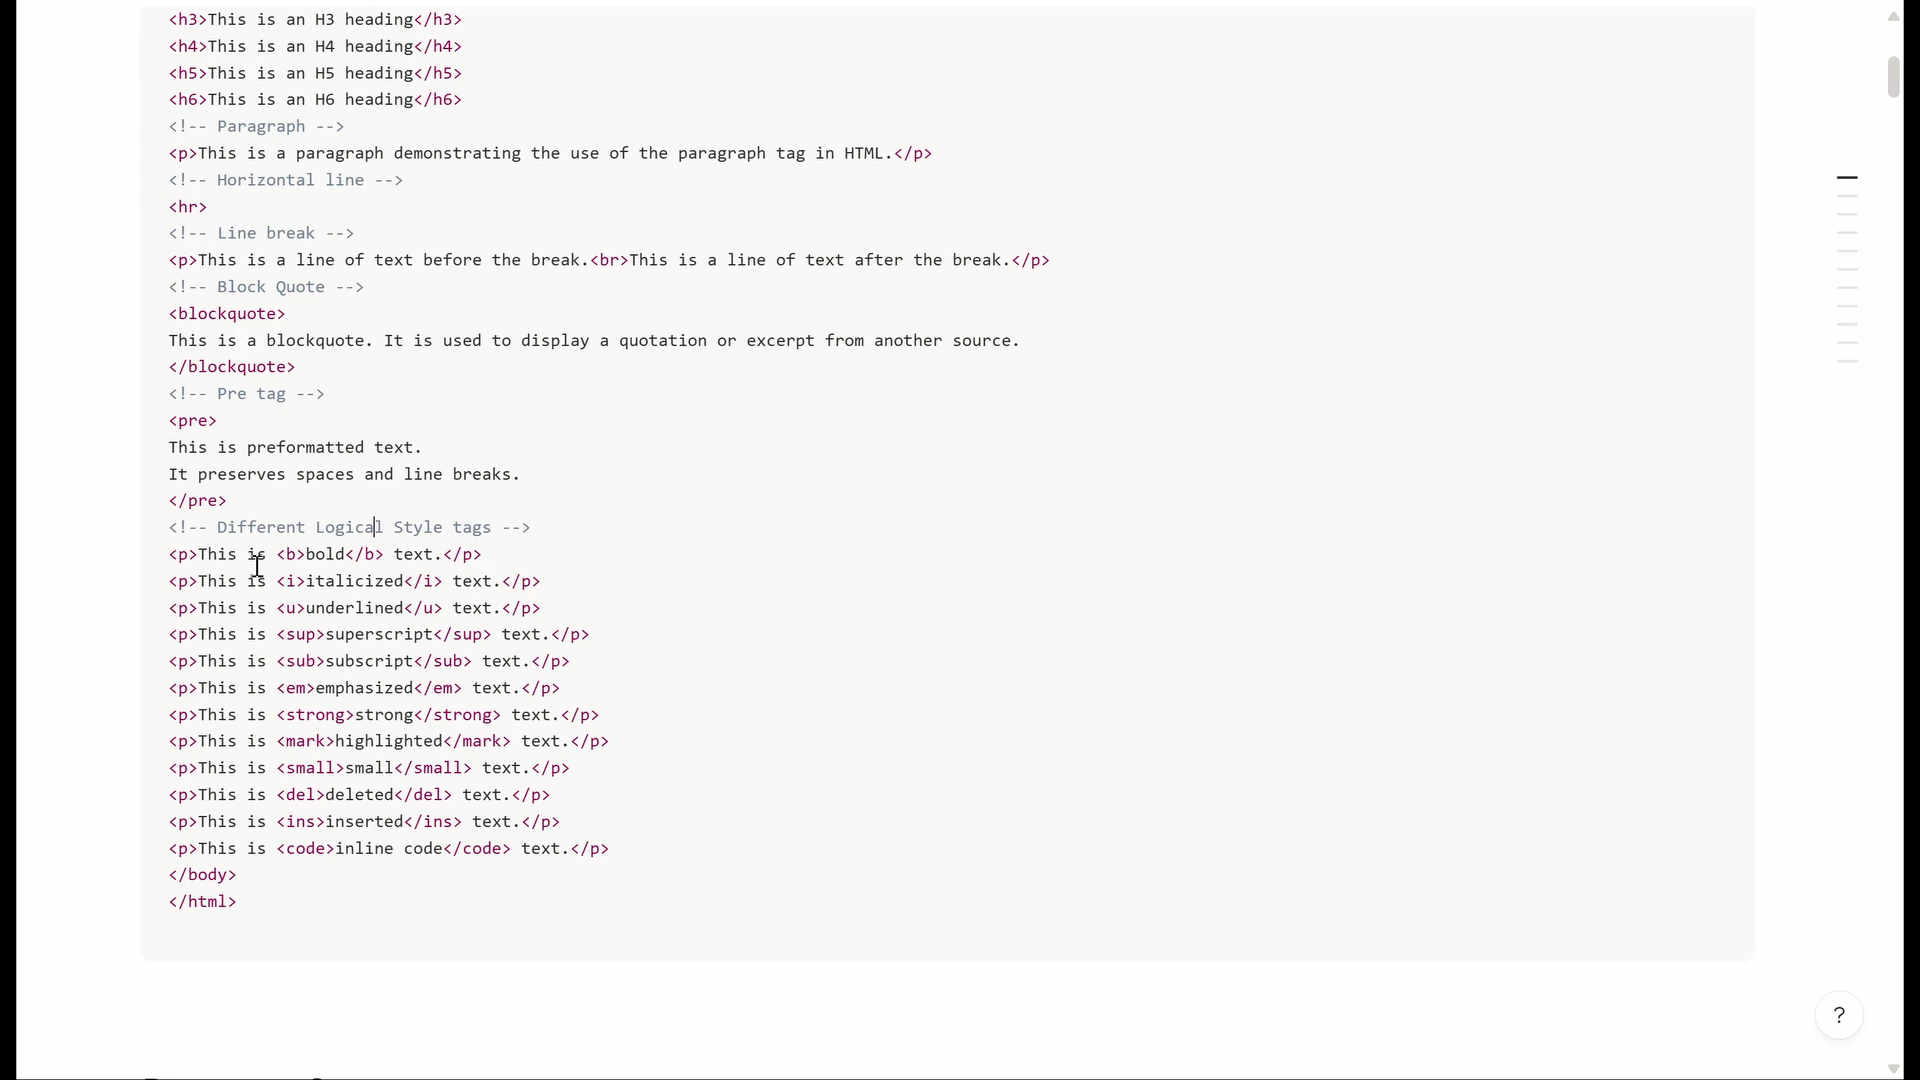 <h3>This is an H3 heading</h3>
<h4>This is an H4 heading</h4>
<h5>This is an H5 heading</h5>
<h6>This is an H6 heading</h6>
<!-- Paragraph -->
<p>This is a paragraph demonstrating the use of the paragraph tag in HTML.</p>
<!-- Horizontal line -->
<hr>
<!-- Line break -->
<p>This is a line of text before the break.<br>This is a line of text after the break.</p>
<!-- Block Quote -->
<blockquote>
This is a blockquote. It is used to display a quotation or excerpt from another source.
</blockquote>
<!-- Pre tag -->
<pre>
This is preformatted text.
It preserves spaces and line breaks.
</pre>
<!-- Different Logical Style tags -->
<p>This is <b>bold</b> text.</p>
<p>This is <i>italicized</i> text.</p>
<p>This is <u>underlined</u> text.</p>
<p>This is <sup>superscript</sup> text.</p>
<p>This is <sub>subscript</sub> text.</p>
<p>This is <em>emphasized</em> text.</p>
<p>This is <strong>strong</strong> text.</p>
<p>This is <mark>highlighted</mark> text.</p>
<p>This is <small>small</small> text.</p>
<p>This is <del>deleted</del> text.</p>
<p>This is <ins>inserted</ins> text.</p>
<p>This is <code>inline code</code> text.</p>
</body>
</html>
?